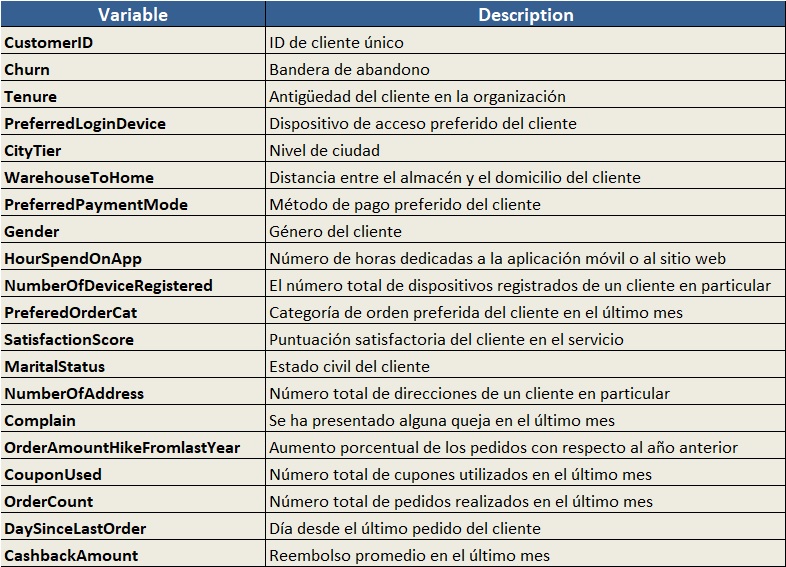 Variable Description
CustomerID ID de cliente único
Churn Bandera de abandono
Tenure Antigüedad del cliente en la organización
PreferredLoginDevice Dispositivo de acceso preferido del cliente
CityTier Nivel de ciudad
WarehouseToHome Distancia entre el almacén y el domicilio del cliente
PreferredPaymentMode Método de pago preferido del cliente
Gender Género del cliente
HourSpendOnApp Número de horas dedicadas a la aplicación móvil o al sitio web
NumberOfDeviceRegistered El número total de dispositivos registrados de un cliente en particular
PreferedOrderCat Categoría de orden preferida del cliente en el último mes
SatisfactionScore Puntuación satisfactoria del cliente en el servicio
MaritalStatus Estado civil del cliente
NumberOfAddress Número total de direcciones de un cliente en particular
Complain Se ha presentado alguna queja en el último mes
OrderAmountHikeFromlastYear Aumento porcentual de los pedidos con respecto al año anterior
CouponUsed Número total de cupones utilizados en el último mes
OrderCount Número total de pedidos realizados en el último mes
DaySinceLastOrder Día desde el último pedido del cliente
CashbackAmount Reembolso promedio en el último mes